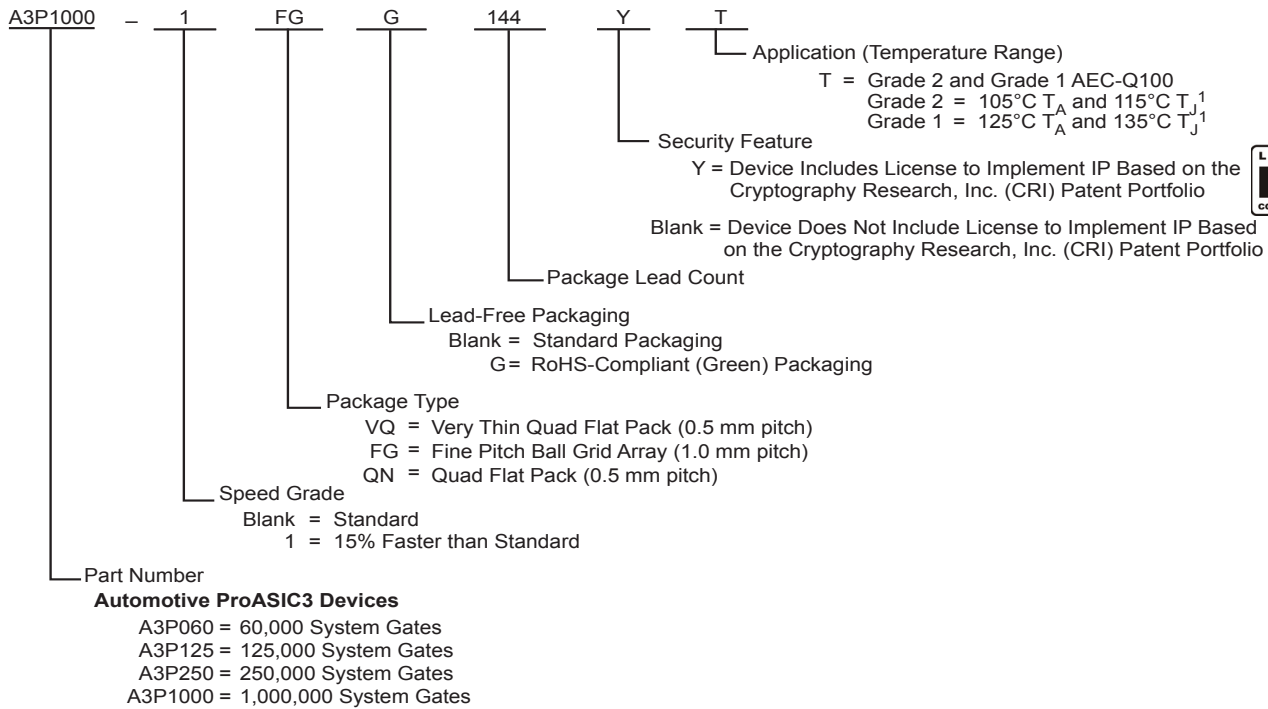 A3P1000 – 1 FG G 144 Y T
Application (Temperature Range)
T = Grade 2 and Grade 1 AEC-Q100
Grade 2 = 105°C TA and 115°C TJ1
Grade 1 = 125°C TA and 135°C TJ1
Security Feature
Y = Device Includes License to Implement IP Based on the
Cryptography Research, Inc. (CRI) Patent Portfolio
Blank = Device Does Not Include License to Implement IP Based
on the Cryptography Research, Inc. (CRI) Patent Portfolio
Package Lead Count
Lead-Free Packaging
Blank = Standard Packaging
G= RoHS-Compliant (Green) Packaging
Package Type
VQ = Very Thin Quad Flat Pack (0.5 mm pitch)
FG = Fine Pitch Ball Grid Array (1.0 mm pitch)
QN = Quad Flat Pack (0.5 mm pitch)
Speed Grade
Blank = Standard
1 = 15% Faster than Standard
Part Number
Automotive ProASIC3 Devices
A3P060 = 60,000 System Gates
A3P125 = 125,000 System Gates
A3P250 = 250,000 System Gates
A3P1000 = 1,000,000 System Gates